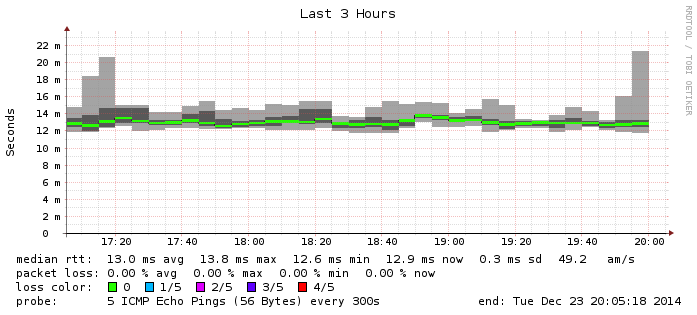 Last 3 Hours
RRDTOOL / TOBI OETIKER
Seconds
22 m
20 m
18 m
16 m
14 m
12 m
10 m
8 m
6 m
4 m
2 m
0
17:20 17:40 18:00 18:20 18:40 19:00 19:20 19:40 20:00
median rtt: 13.0 ms avg 13.8 ms max 12.6 ms min 12.9 ms now 0.3 ms sd 49.2 am/s
packet loss: 0.00 % avg 0.00 % max 0.00 % min 0.00 % now
loss color: 0 1/5 2/5 3/5 4/5
probe: 5 ICMP Echo Pings (56 Bytes) every 300s end: Tue Dec 23 20:05:18 2014